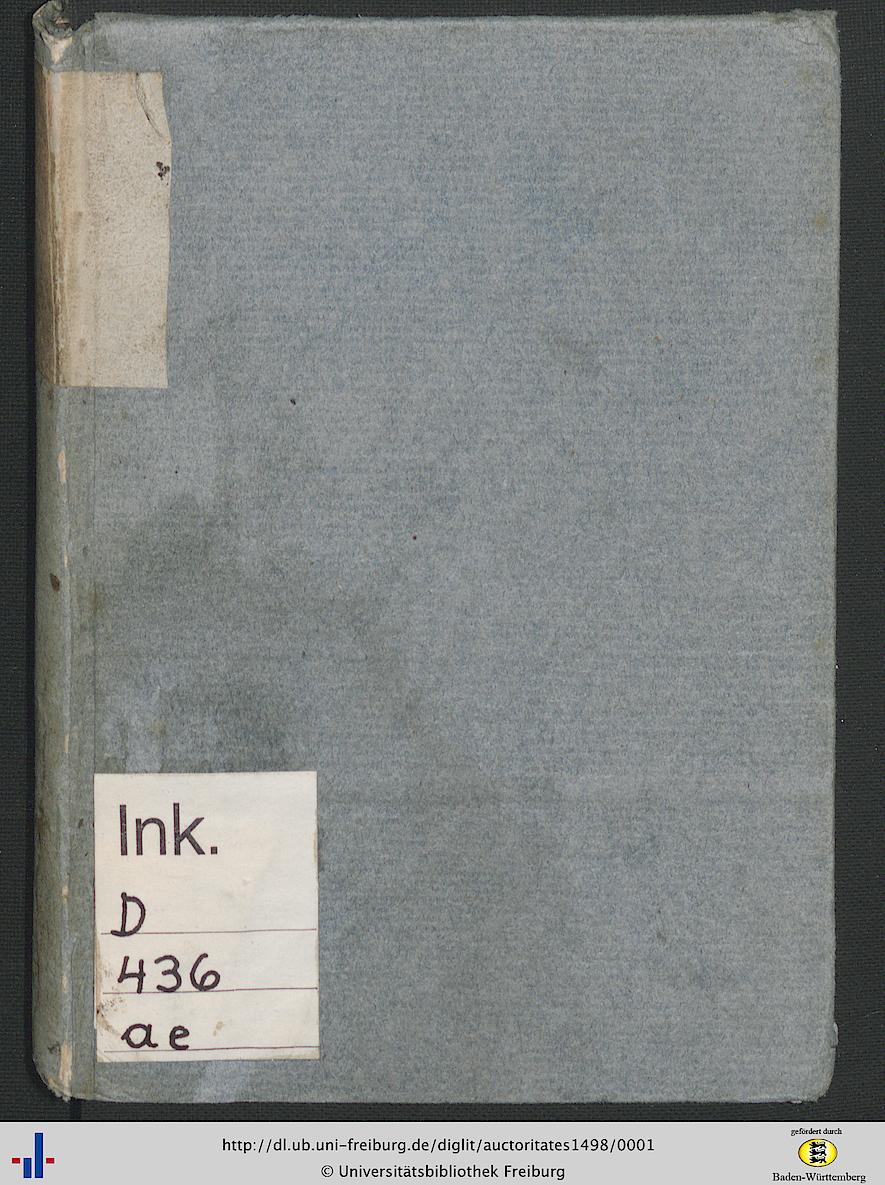 Ink.
D
436
ae
http://dl.ub.uni-freiburg.de/diglit/auctoritates1498/0001
© Universitätsbibliothek Freiburg
gefördert durch
Baden-Württemberg